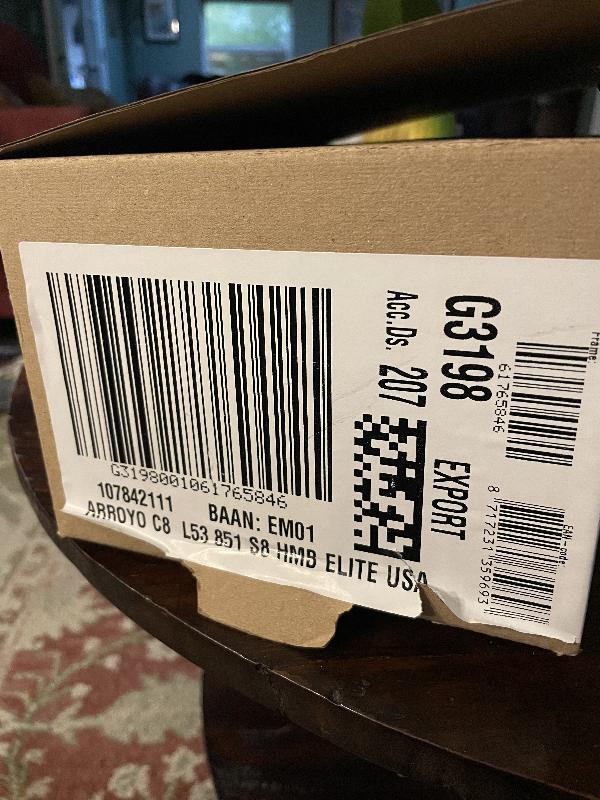 G3198001061765846
107842111 BAAN: EM01
ARROYO C8 L53 851 S8 HMB ELITE USA
Acc.Ds. 207
G3198 EXPORT
Frame:
61765846
EAN-code:
8 717231 359693